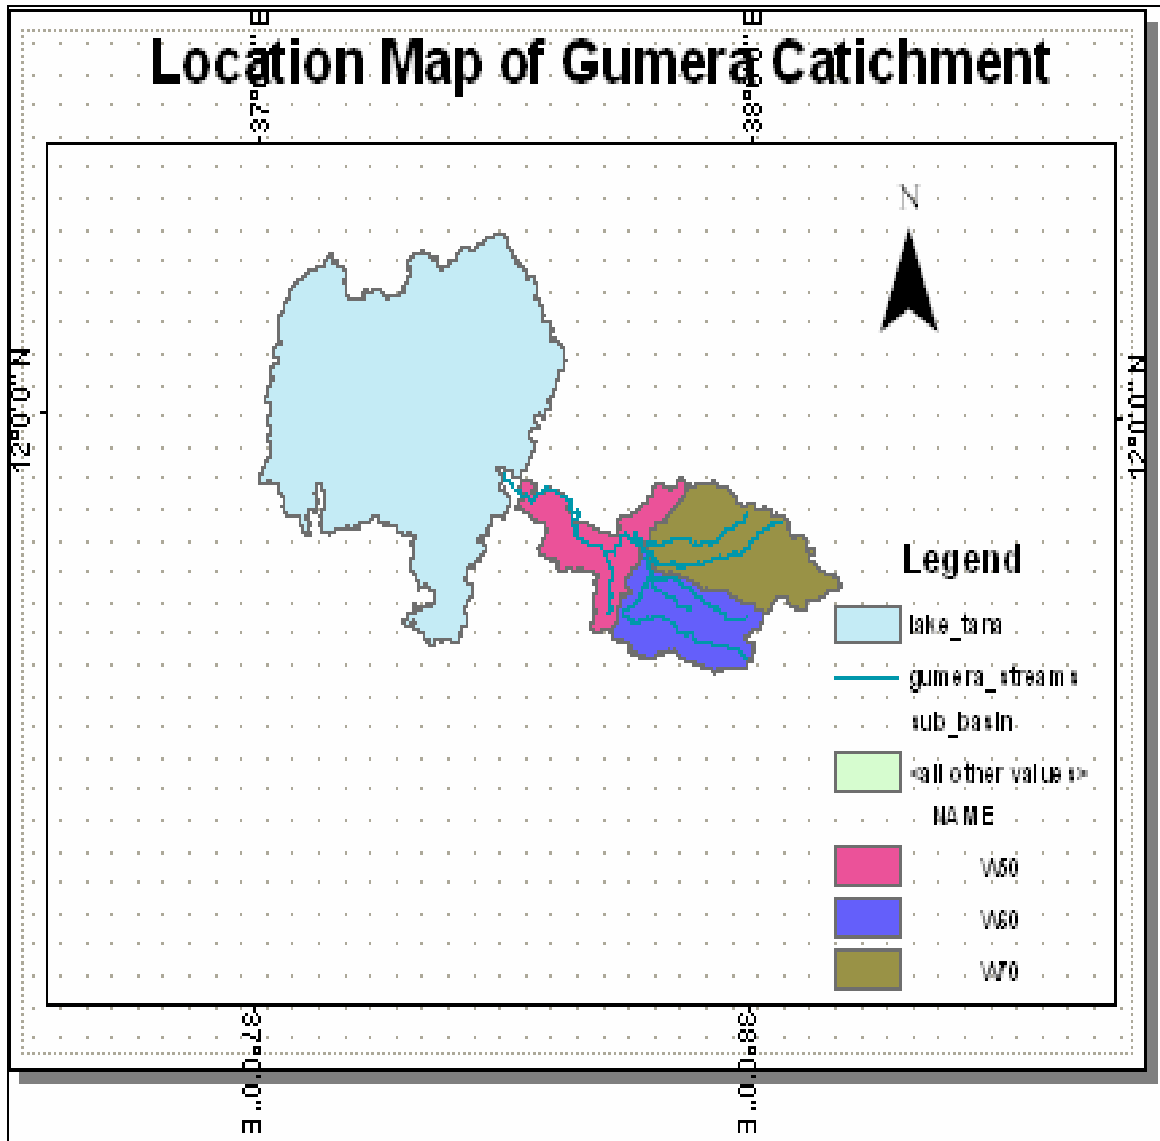 Location Map of Gumera Catichment
37°0'0"E
38°0'0"E
N
12°0'0"N
12°0'0"N
Legend
lake_tana
gumera_streams
sub_basin
<all other values>
NAME
W50
W60
W70
37°0'0"E
38°0'0"E